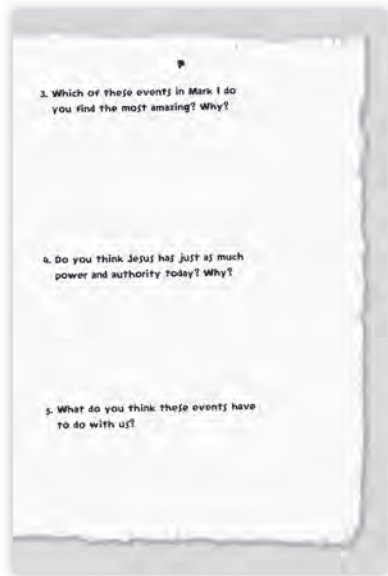 3. Which of these events in Mark 1 do
you find the most amazing? Why?
4. Do you think Jesus has just as much
power and authority today? Why?
5. What do you think these events have
to do with us?